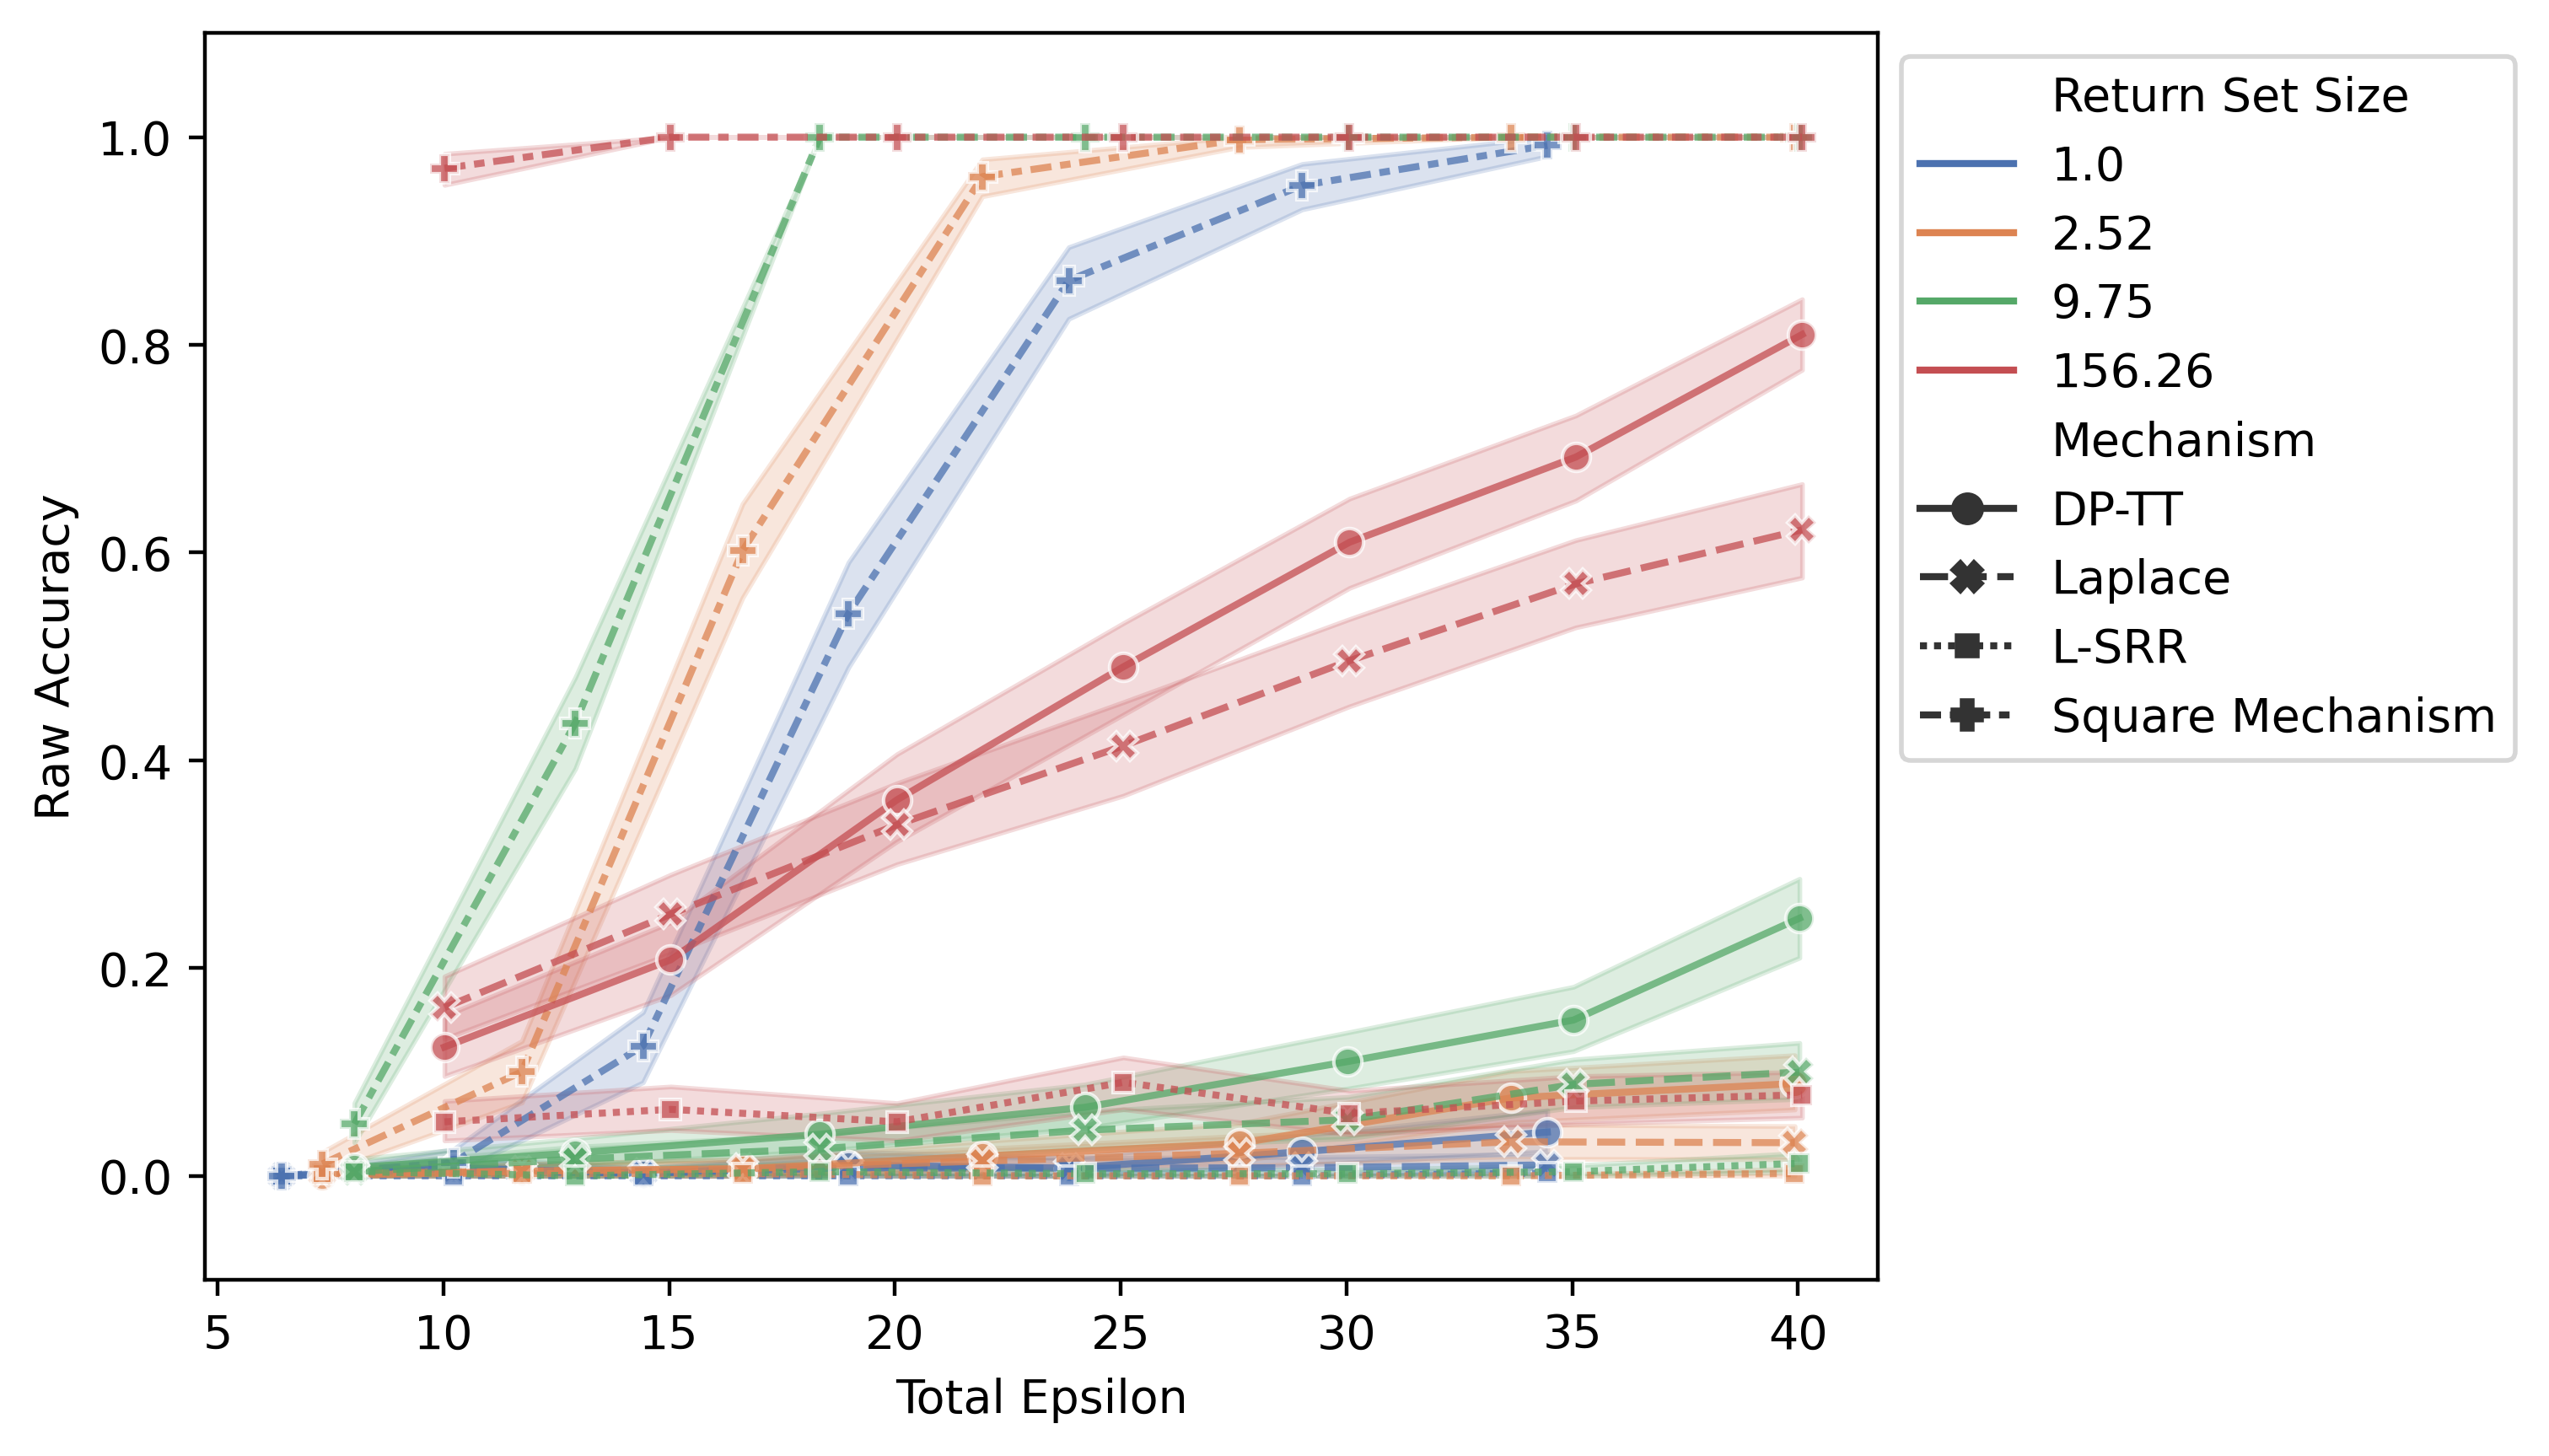 1.0
0.8
0.6
0.4
0.2
0.0
Raw Accuracy
5 10 15 20 25 30 35 40
Total Epsilon
Return Set Size
1.0
2.52
9.75
156.26
Mechanism
DP-TT
Laplace
L-SRR
Square Mechanism